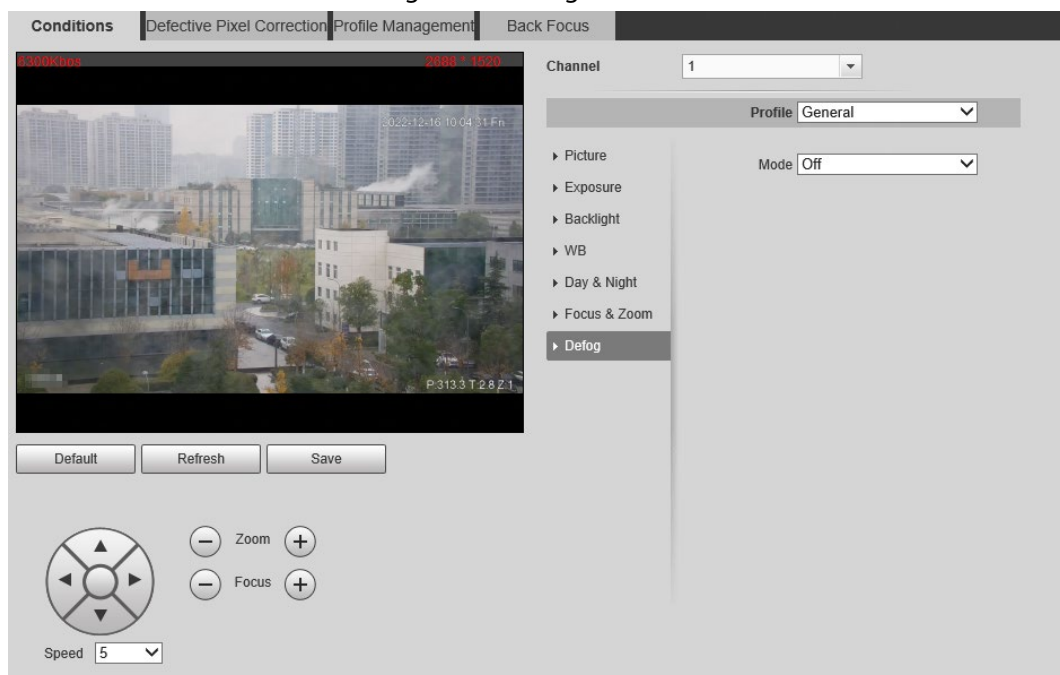 Conditions Defective Pixel Correction Profile Management Back Focus
6300Kbps 2688 * 1520
Channel 1
Profile General
2022-12-16 10:04:31 Fri
Picture
Mode Off
Exposure
Backlight
WB
Day & Night
Focus & Zoom
Defog
P:313.3 T:2.8 Z:1
Default Refresh Save
Zoom
Focus
Speed 5